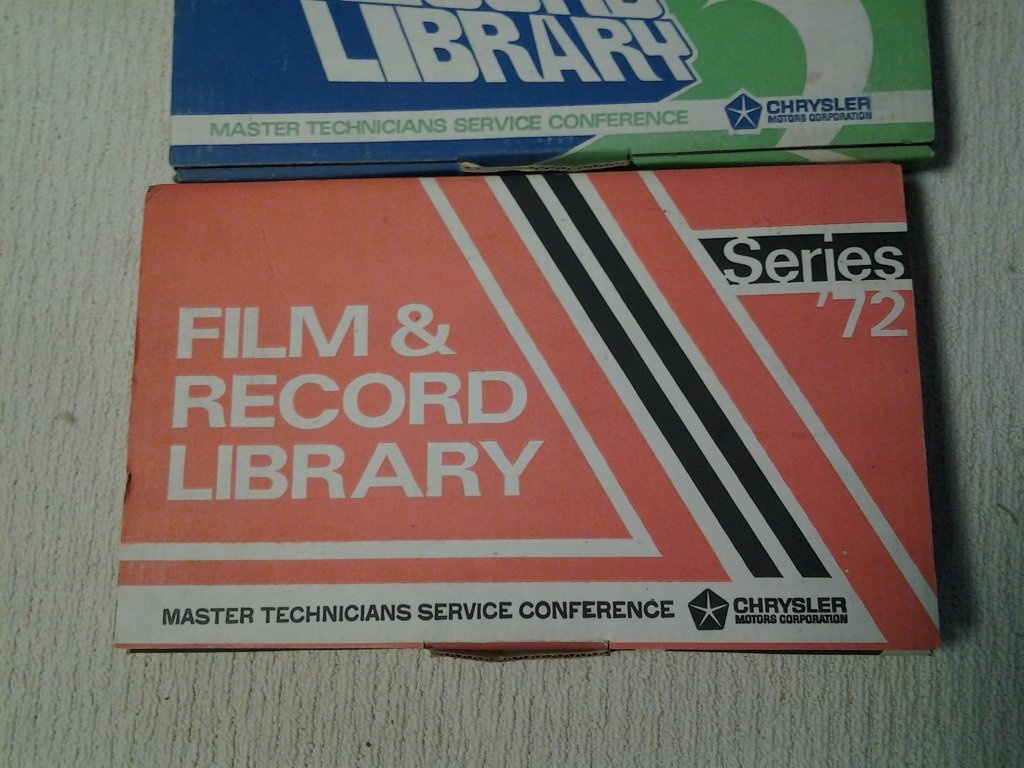 LIBRARY
MASTER TECHNICIANS SERVICE CONFERENCE
CHRYSLER
MOTORS CORPORATION
Series
'72
FILM &
RECORD
LIBRARY
MASTER TECHNICIANS SERVICE CONFERENCE
CHRYSLER
MOTORS CORPORATION